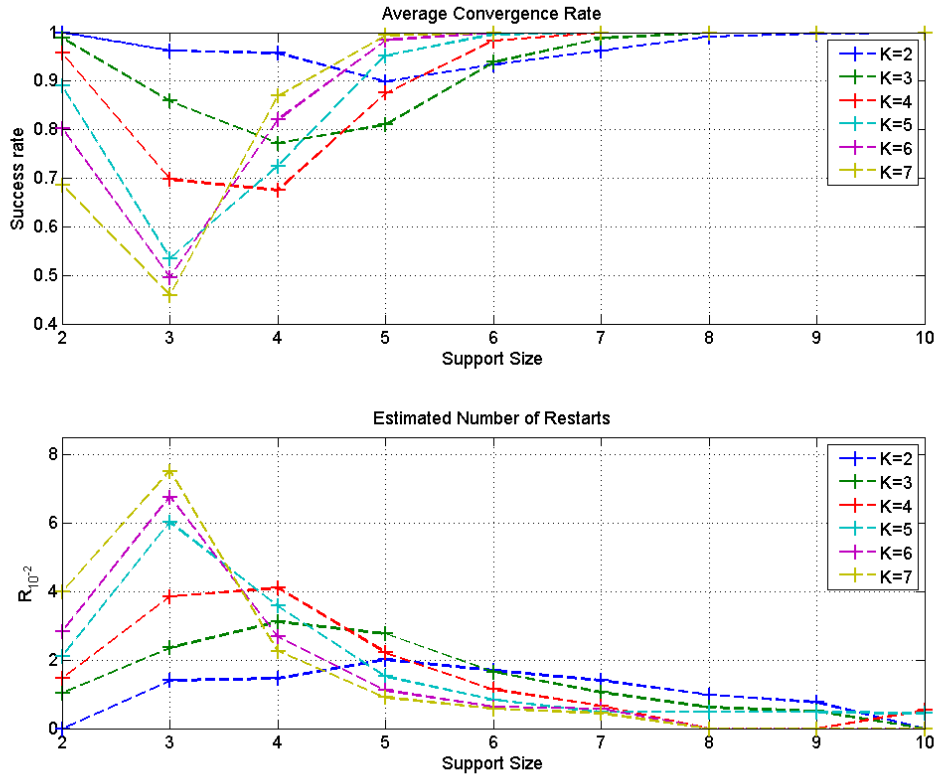 Average Convergence Rate
Success rate
1
0.9
0.8
0.7
0.6
0.5
0.4
2 3 4 5 6 7 8 9 10
Support Size
K=2
K=3
K=4
K=5
K=6
K=7
Estimated Number of Restarts
R10-2
8
6
4
2
0
2 3 4 5 6 7 8 9 10
Support Size
K=2
K=3
K=4
K=5
K=6
K=7